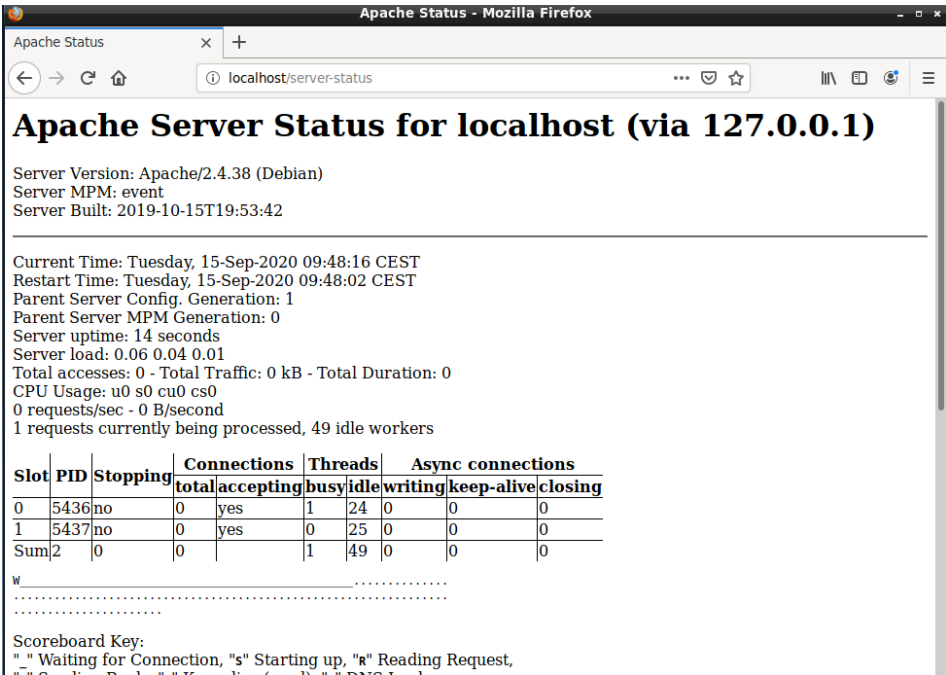 Apache Status - Mozilla Firefox
Apache Status
localhost/server-status
Apache Server Status for localhost (via 127.0.0.1)
Server Version: Apache/2.4.38 (Debian)
Server MPM: event
Server Built: 2019-10-15T19:53:42
Current Time: Tuesday, 15-Sep-2020 09:48:16 CEST
Restart Time: Tuesday, 15-Sep-2020 09:48:02 CEST
Parent Server Config. Generation: 1
Parent Server MPM Generation: 0
Server uptime: 14 seconds
Server load: 0.06 0.04 0.01
Total accesses: 0 - Total Traffic: 0 kB - Total Duration: 0
CPU Usage: u0 s0 cu0 cs0
0 requests/sec - 0 B/second
1 requests currently being processed, 49 idle workers
Slot PID Stopping Connections Threads Async connections
total accepting busy idle writing keep-alive closing
0 5436 no 0 yes 1 24 0 0 0
1 5437 no 0 yes 0 25 0 0 0
Sum 2 0 0 1 49 0 0 0
W_________________________________________________..............
................................................................
......................
Scoreboard Key:
"_" Waiting for Connection, "S" Starting up, "R" Reading Request,